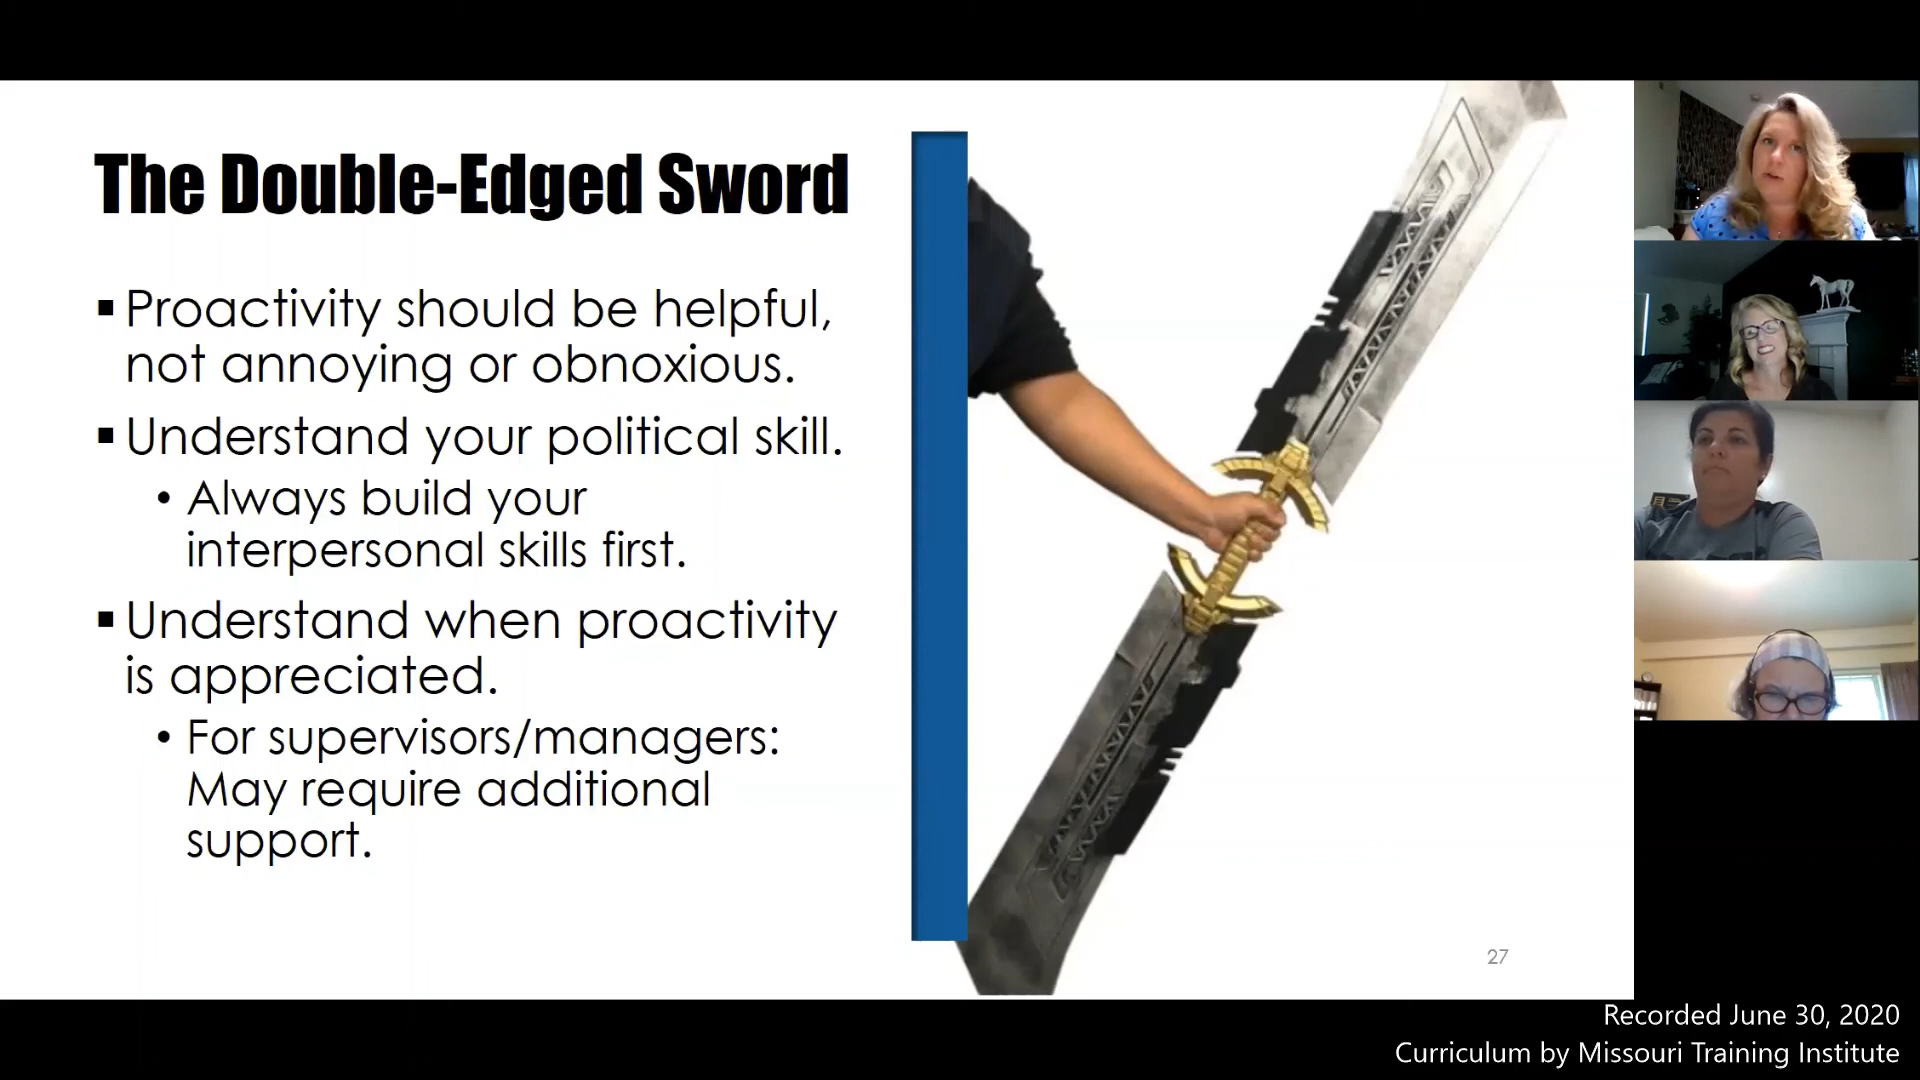 The Double-Edged Sword
▪ Proactivity should be helpful,
not annoying or obnoxious.
▪ Understand your political skill.
• Always build your
interpersonal skills first.
▪ Understand when proactivity
is appreciated.
• For supervisors/managers:
May require additional
support.
27
Recorded June 30, 2020
Curriculum by Missouri Training Institute